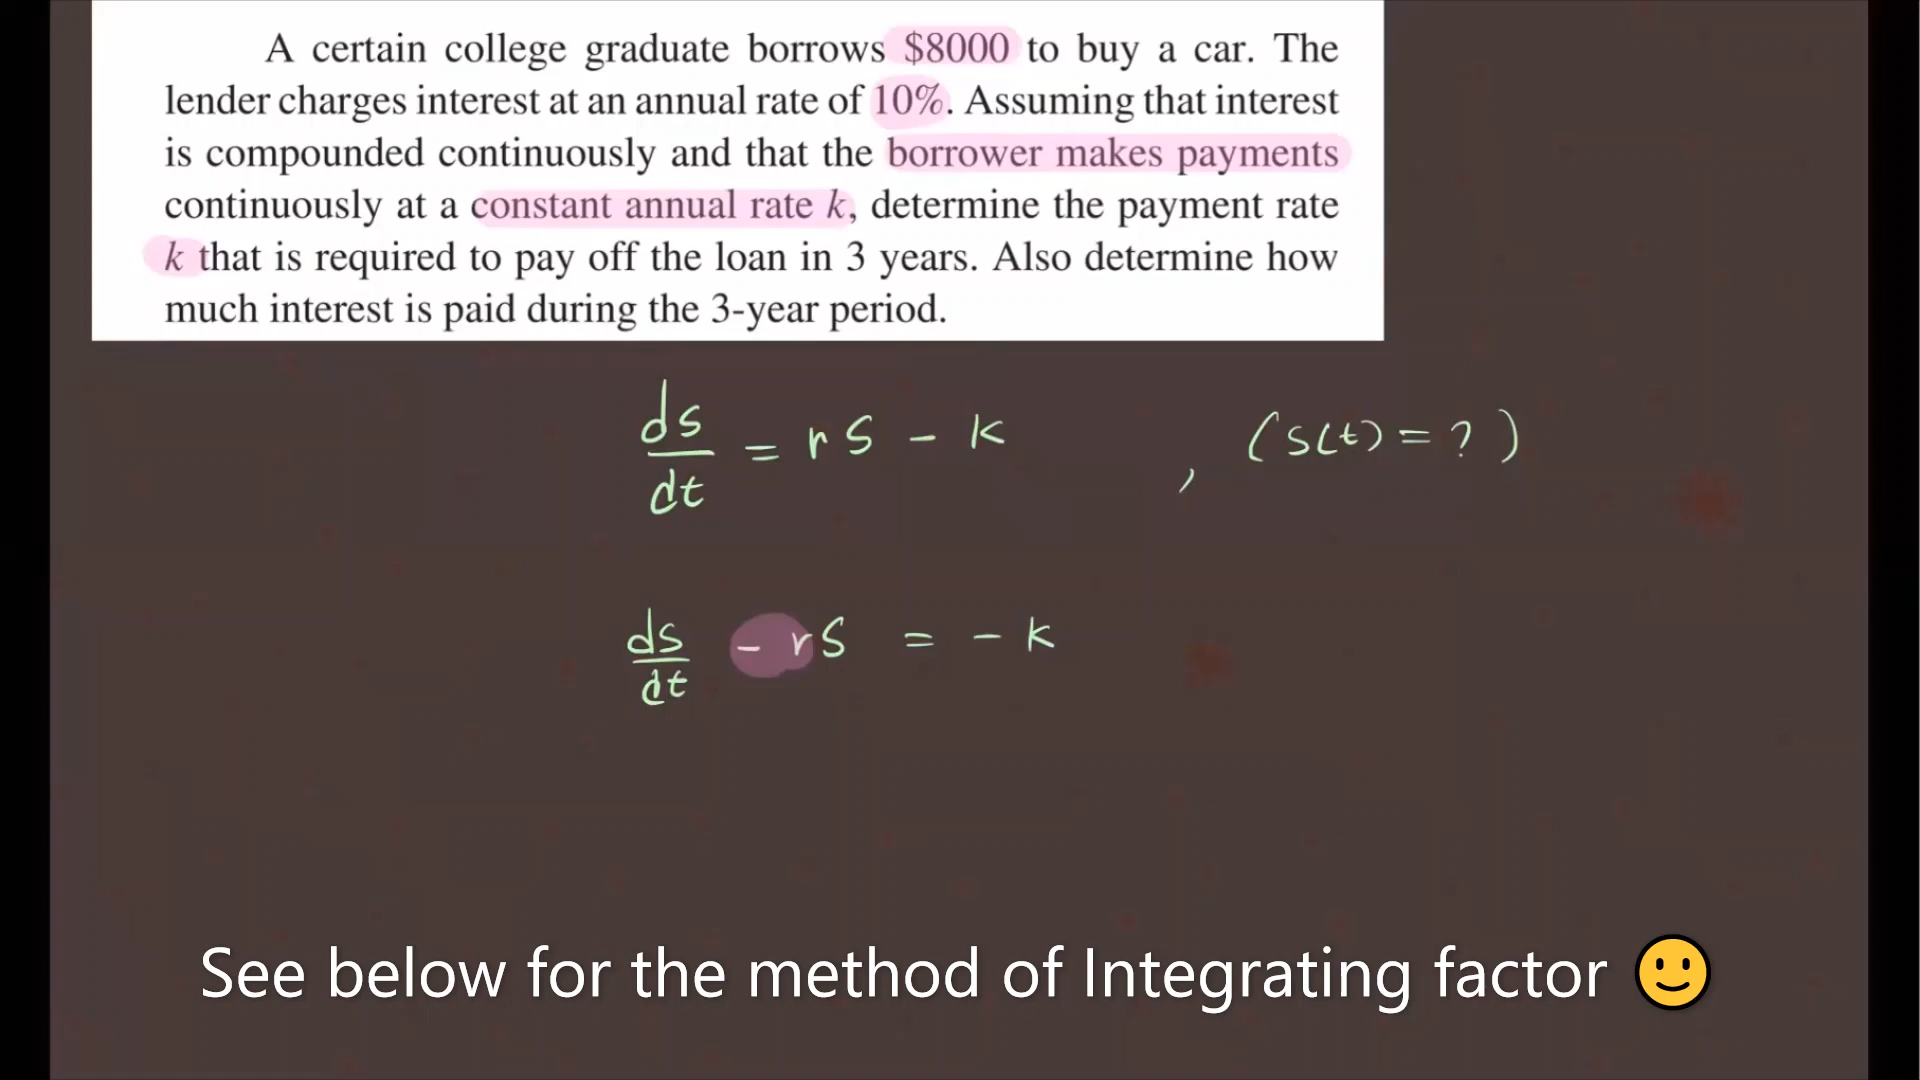 A certain college graduate borrows $8000 to buy a car. The
lender charges interest at an annual rate of 10%. Assuming that interest
is compounded continuously and that the borrower makes payments
continuously at a constant annual rate k, determine the payment rate
k that is required to pay off the loan in 3 years. Also determine how
much interest is paid during the 3-year period.
ds/dt = rS - k , (S(t) = ?)
ds/dt - rS = - k
See below for the method of Integrating factor 🙂